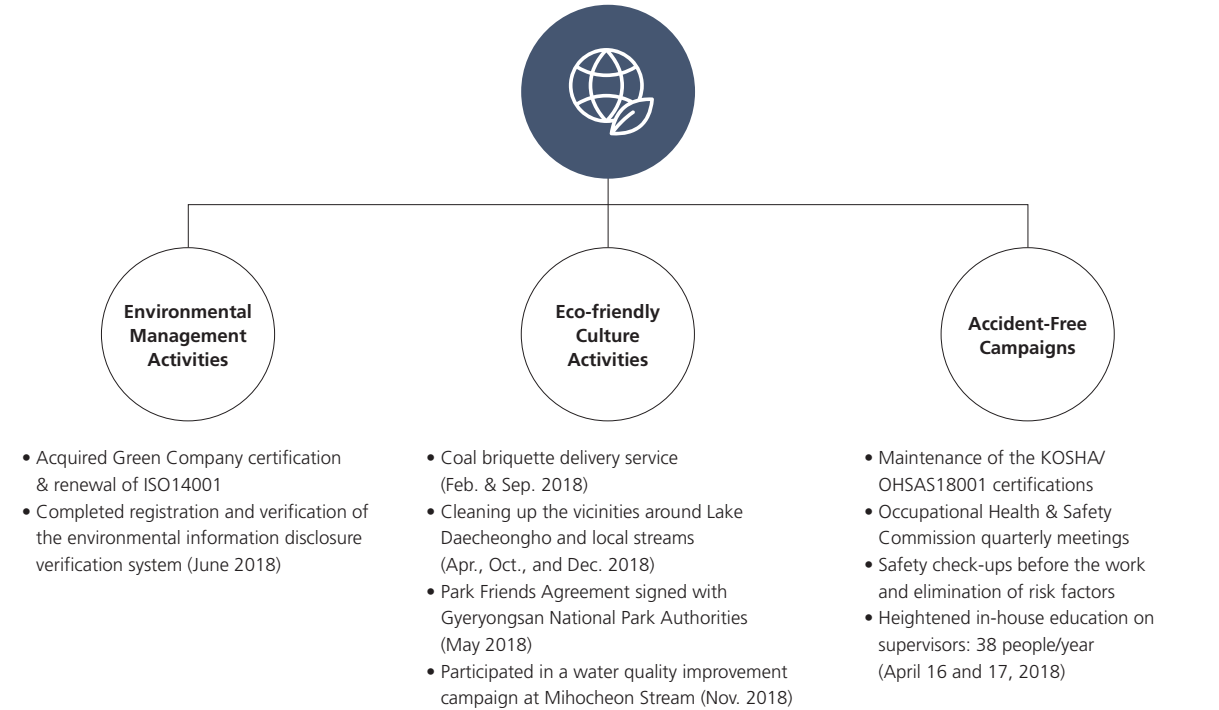 Environmental
Management
Activities
• Acquired Green Company certification
& renewal of ISO14001
• Completed registration and verification of
the environmental information disclosure
verification system (June 2018)
Eco-friendly
Culture
Activities
• Coal briquette delivery service
(Feb. & Sep. 2018)
• Cleaning up the vicinities around Lake
Daecheongho and local streams
(Apr., Oct., and Dec. 2018)
• Park Friends Agreement signed with
Gyeryongsan National Park Authorities
(May 2018)
• Participated in a water quality improvement
campaign at Mihocheon Stream (Nov. 2018)
Accident-Free
Campaigns
• Maintenance of the KOSHA/
OHSAS18001 certifications
• Occupational Health & Safety
Commission quarterly meetings
• Safety check-ups before the work
and elimination of risk factors
• Heightened in-house education on
supervisors: 38 people/year
(April 16 and 17, 2018)